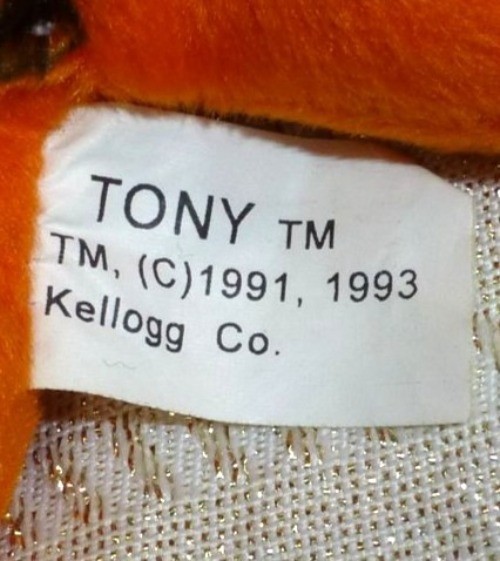 TONY TM
TM, (C)1991, 1993
Kellogg Co.